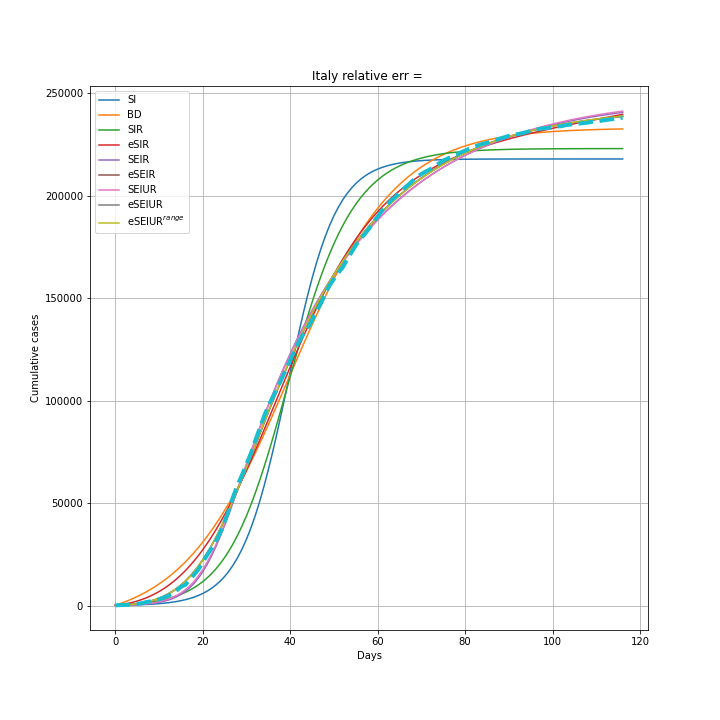 Italy relative err =
250000
200000
150000
100000
50000
0
Cumulative cases
SI
BD
SIR
eSIR
SEIR
eSEIR
SEIUR
eSEIUR
eSEIUR^range
0 20 40 60 80 100 120
Days